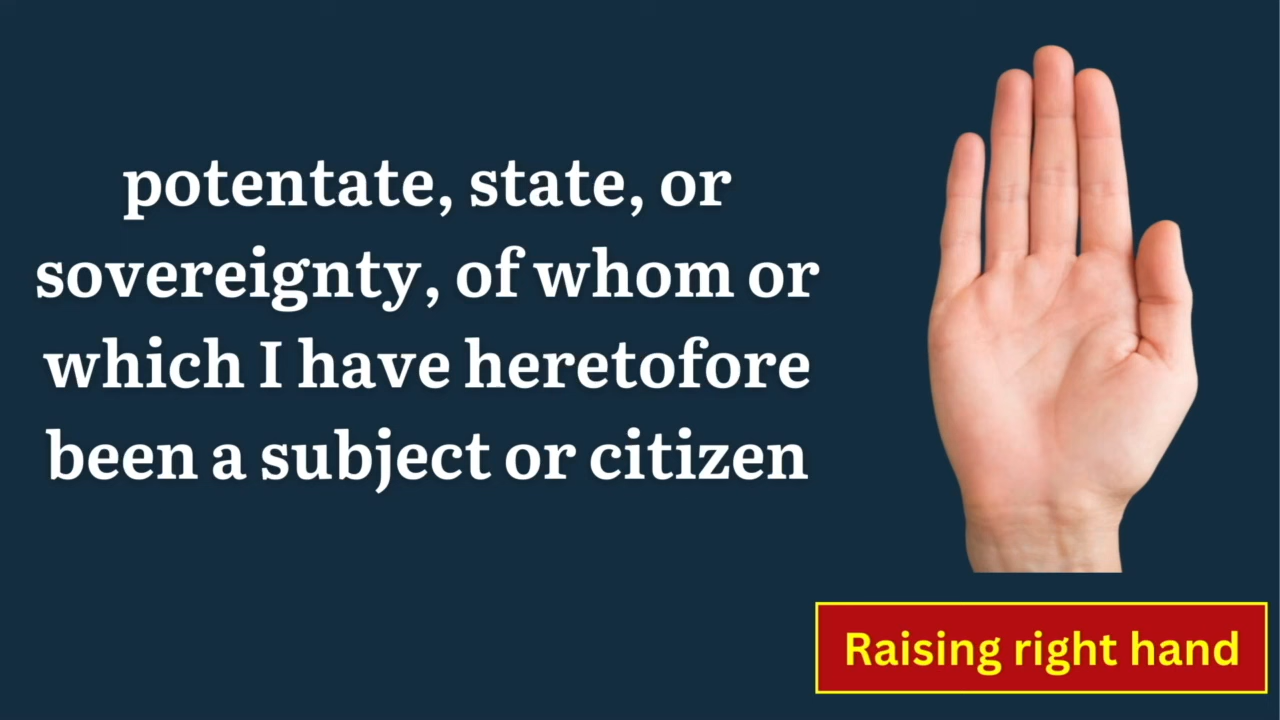 potentate, state, or
sovereignty, of whom or
which I have heretofore
been a subject or citizen
Raising right hand